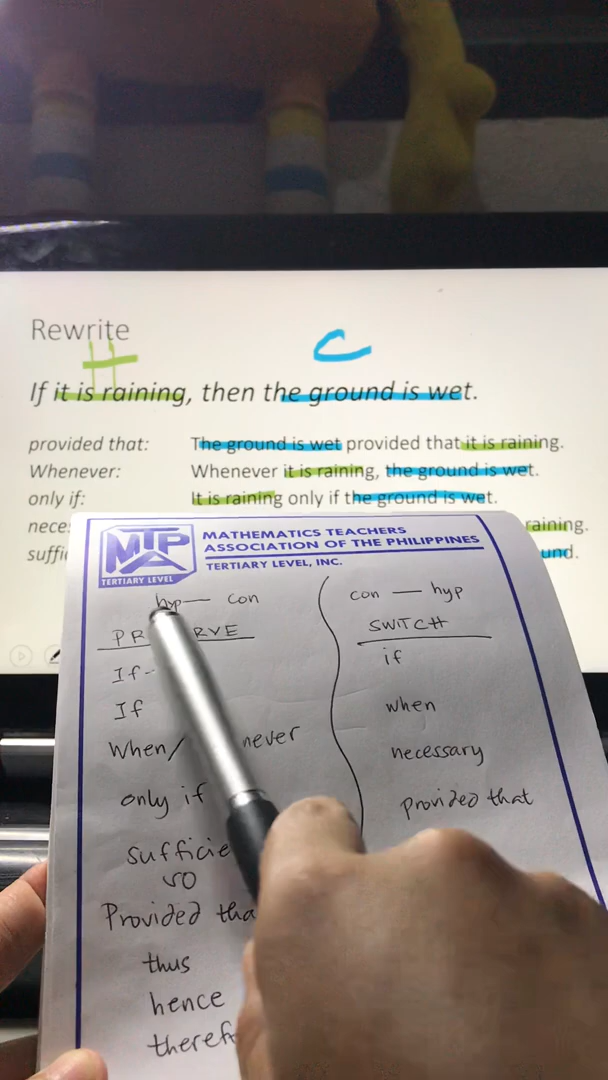 Rewrite
H C
If it is raining, then the ground is wet.
provided that: The ground is wet provided that it is raining.
Whenever: Whenever it is raining, the ground is wet.
only if: It is raining only if the ground is wet.
raining.
MTAP
TERTIARY LEVEL
MATHEMATICS TEACHERS
ASSOCIATION OF THE PHILIPPINES
TERTIARY LEVEL, INC.
hyp — con
If -
If
When/ never
only if
so
Provided
thus
hence
con — hyp
SWITCH
if
when
necessary
provided that